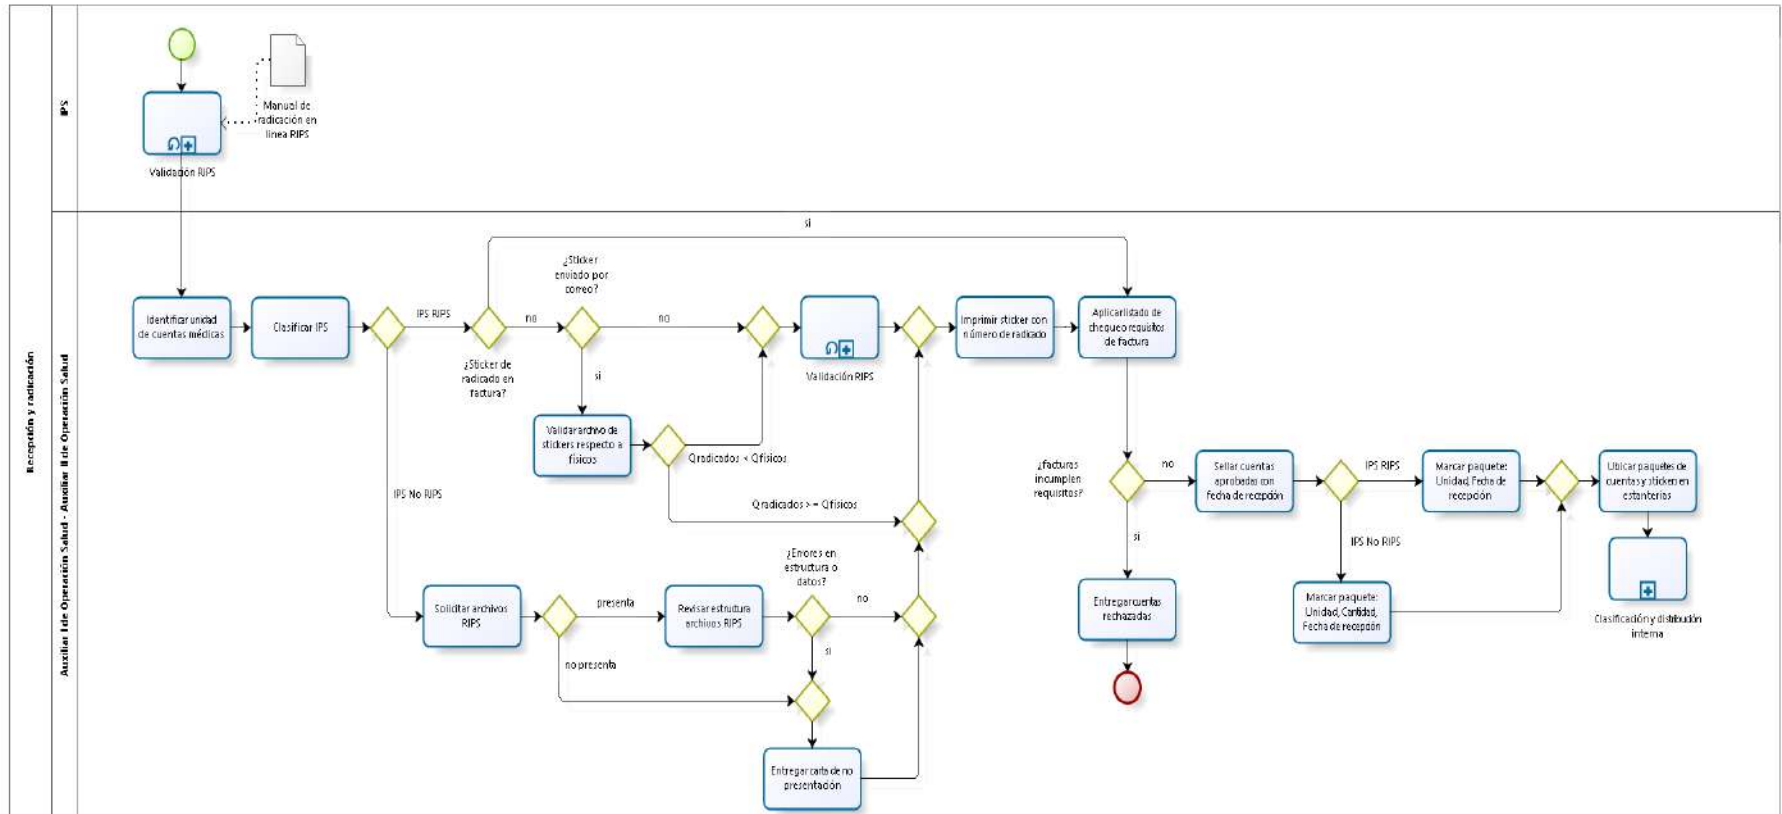 Recepción y radicación
IPS
Manual de
radicación en
línea RIPS
Validación RIPS
Auxiliar I de Operación Salud - Auxiliar II de Operación Salud
si
Identificar unidad
de cuentas médicas
Clasificar IPS
IPS RIPS
¿Sticker de
radicado en
factura?
no
¿Sticker
enviado por
correo?
no
si
Validar archivo de
stickers respecto a
físicos
Qradicados < Qfísicos
Qradicados >= Qfísicos
Validación RIPS
Imprimir sticker con
número de radicado
Aplicar listado de
chequeo requisitos
de factura
IPS No RIPS
Solicitar archivos
RIPS
presenta
no presenta
Revisar estructura
archivos RIPS
¿Errores en
estructura o
datos?
no
si
Entregar carta de no
presentación
¿facturas
incumplen
requisitos?
no
si
Entregar cuentas
rechazadas
Sellar cuentas
aprobadas con
fecha de recepción
IPS RIPS
IPS No RIPS
Marcar paquete:
Unidad, Fecha de
recepción
Marcar paquete:
Unidad, Cantidad,
Fecha de recepción
Ubicar paquetes de
cuentas y stickers en
estanterías
Clasificación y distribución
interna